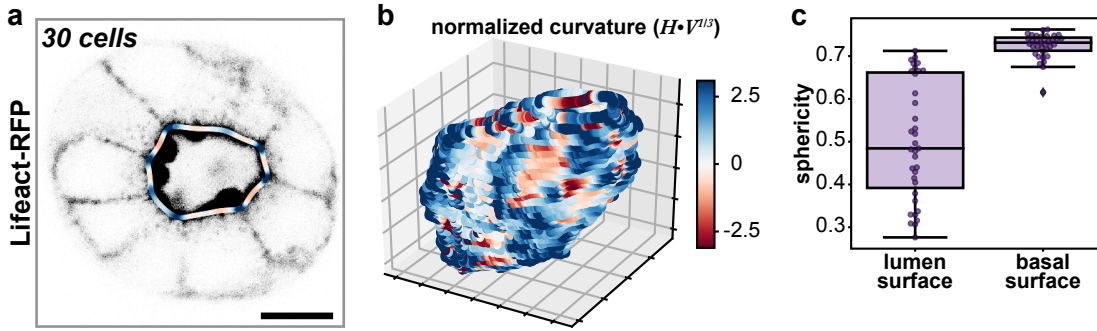 a
30 cells
Lifeact-RFP
b
normalized curvature (H•V^{1/3})
2.5
0
-2.5
c
sphericity
0.7
0.6
0.5
0.4
0.3
lumen
surface
basal
surface